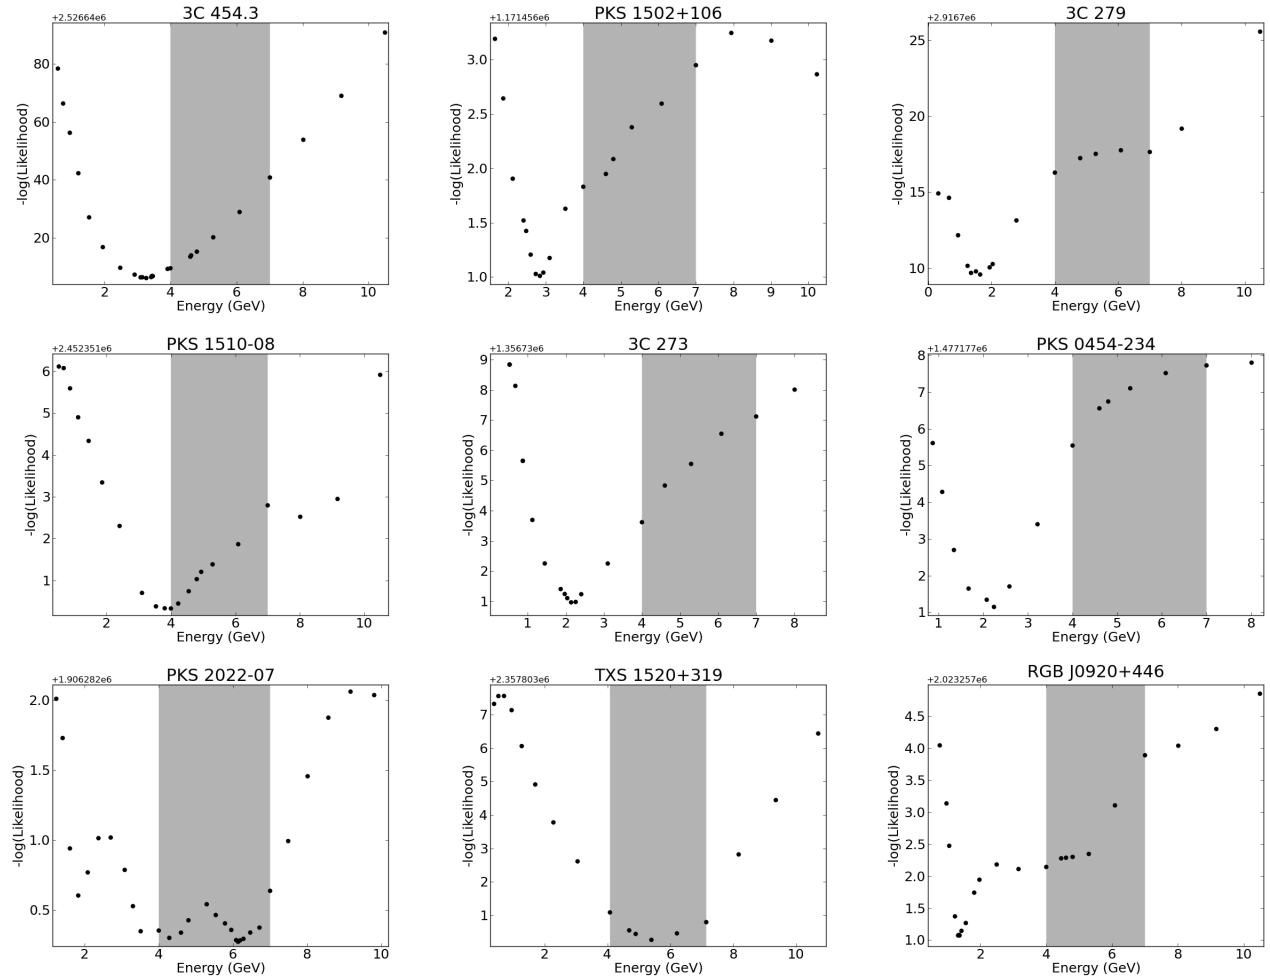 3C 454.3
+2.52664e6
80
60
40
20
2 4 6 8 10
-log(Likelihood)
Energy (GeV)
PKS 1502+106
+1.171456e6
3.0
2.5
2.0
1.5
1.0
2 3 4 5 6 7 8 9 10
-log(Likelihood)
Energy (GeV)
3C 279
+2.9167e6
25
20
15
10
0 2 4 6 8 10
-log(Likelihood)
Energy (GeV)
PKS 1510-08
+2.452351e6
6
5
4
3
2
1
2 4 6 8 10
-log(Likelihood)
Energy (GeV)
3C 273
+1.35673e6
9
8
7
6
5
4
3
2
1
1 2 3 4 5 6 7 8
-log(Likelihood)
Energy (GeV)
PKS 0454-234
+1.477177e6
8
7
6
5
4
3
2
1
1 2 3 4 5 6 7 8
-log(Likelihood)
Energy (GeV)
PKS 2022-07
+1.906282e6
2.0
1.5
1.0
0.5
2 4 6 8 10
-log(Likelihood)
Energy (GeV)
TXS 1520+319
+2.357803e6
7
6
5
4
3
2
1
2 4 6 8 10
-log(Likelihood)
Energy (GeV)
RGB J0920+446
+2.023257e6
4.5
4.0
3.5
3.0
2.5
2.0
1.5
1.0
2 4 6 8 10
-log(Likelihood)
Energy (GeV)